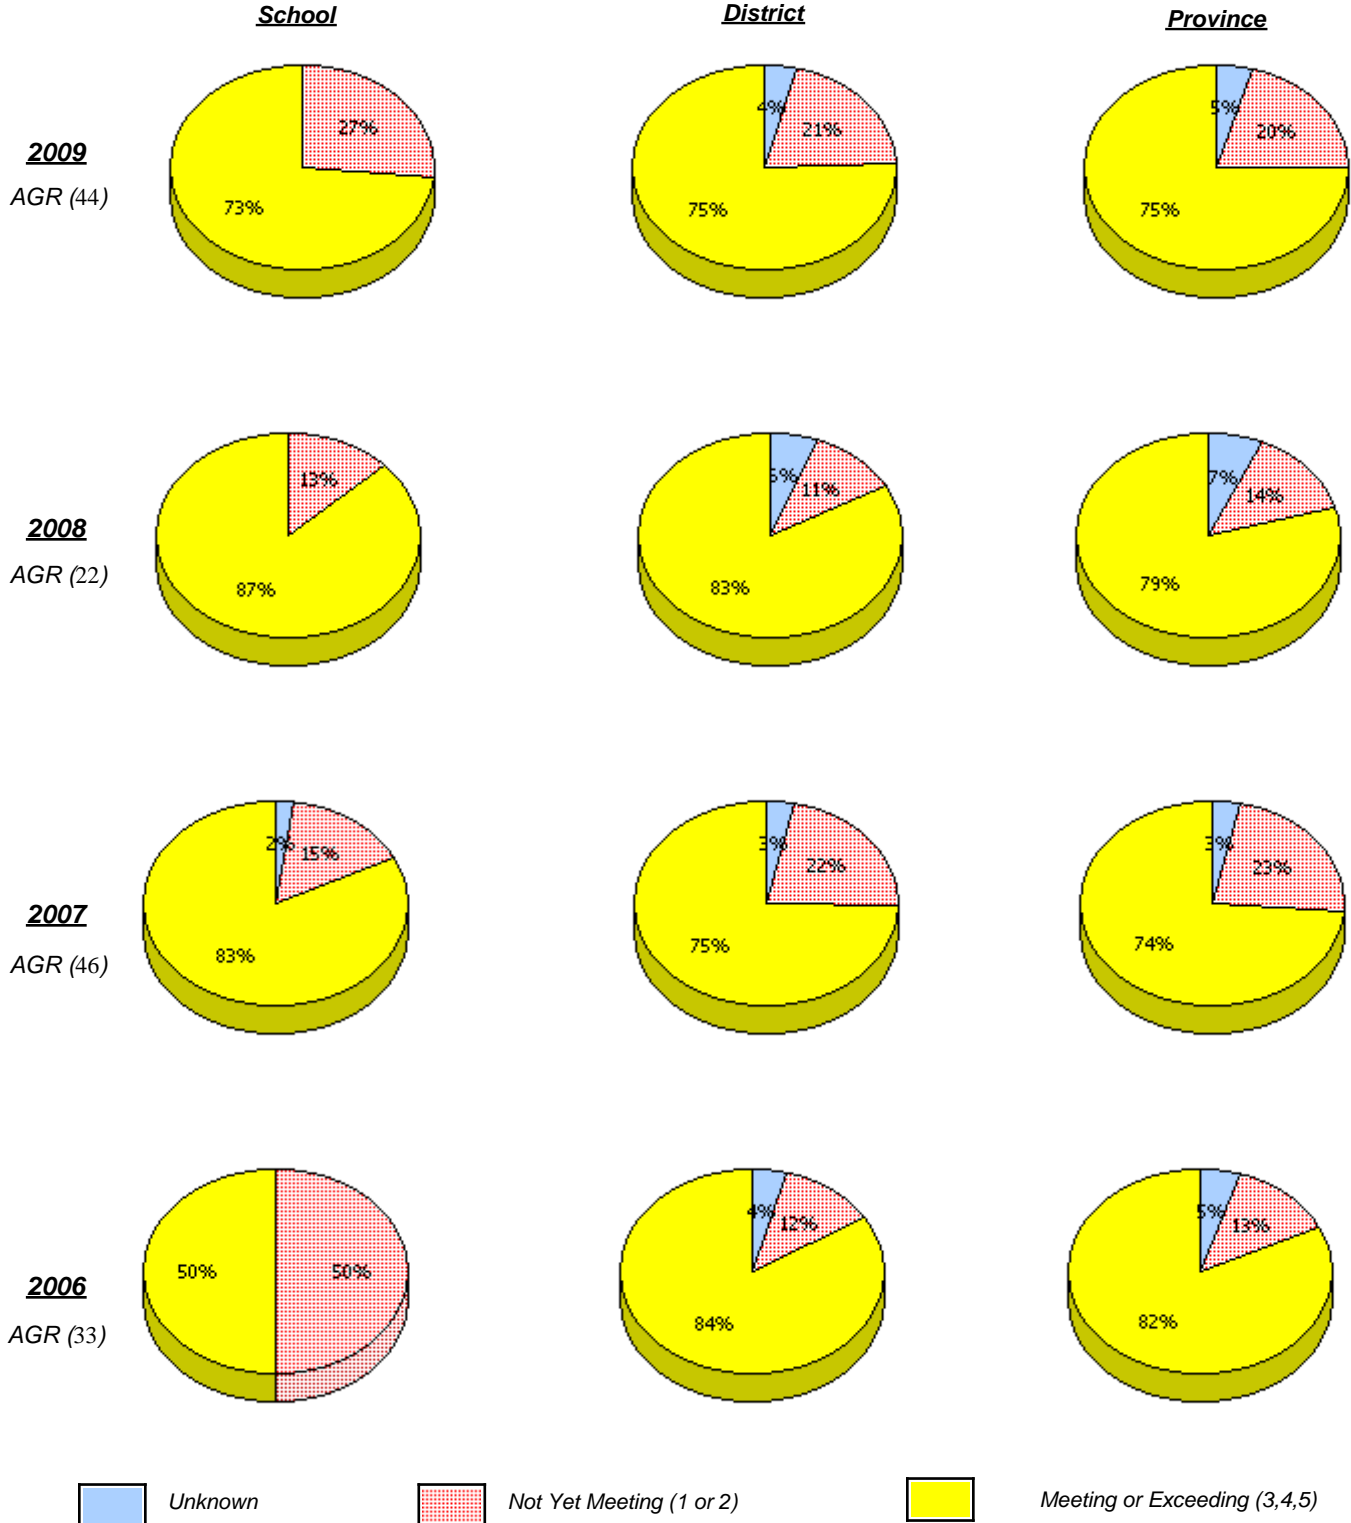 School District Province
27% 4% 21% 5% 20%
2009
AGR (44)
73% 75% 75%
13% 11% 7% 14%
2008
AGR (22)
87% 83% 79%
2% 15% 3% 22% 3% 23%
2007
AGR (46)
83% 75% 74%
4% 12% 5% 13%
50% 50%
2006
AGR (33)
84% 82%
Unknown Not Yet Meeting (1 or 2) Meeting or Exceeding (3,4,5)